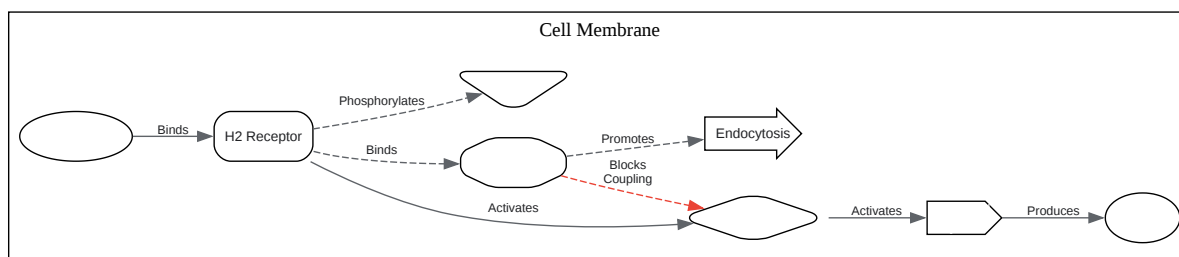 Cell Membrane
Phosphorylates
Binds
H2 Receptor
Binds
Promotes
Endocytosis
Blocks
Coupling
Activates
Activates
Produces